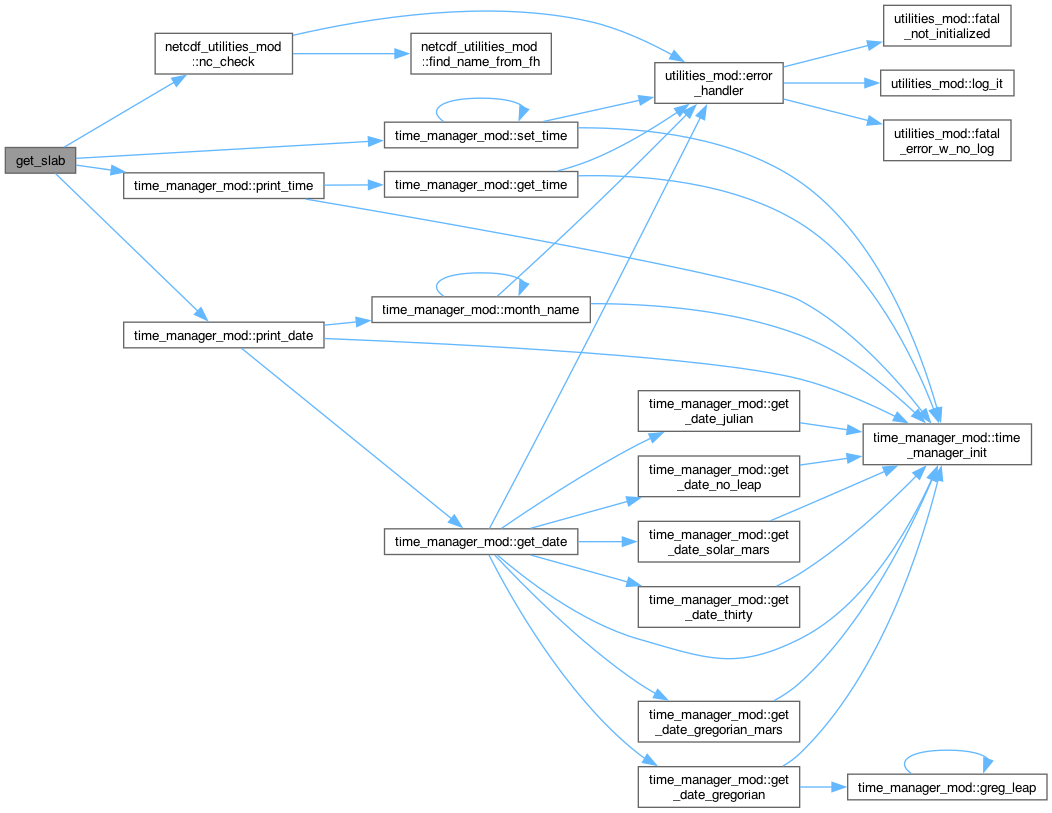 get_slab
netcdf_utilities_mod
::nc_check
time_manager_mod::print_time
time_manager_mod::print_date
netcdf_utilities_mod
::find_name_from_fh
time_manager_mod::set_time
time_manager_mod::get_time
time_manager_mod::month_name
time_manager_mod::get_date
utilities_mod::error
_handler
time_manager_mod::get
_date_julian
time_manager_mod::get
_date_no_leap
time_manager_mod::get
_date_solar_mars
time_manager_mod::get
_date_thirty
time_manager_mod::get
_date_gregorian_mars
time_manager_mod::get
_date_gregorian
utilities_mod::fatal
_not_initialized
utilities_mod::log_it
utilities_mod::fatal
_error_w_no_log
time_manager_mod::time
_manager_init
time_manager_mod::greg_leap